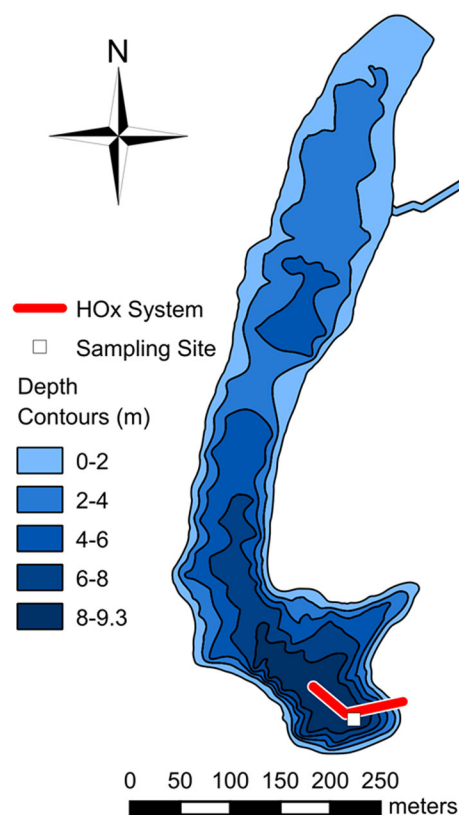 N
HOx System
Sampling Site
Depth
Contours (m)
0-2
2-4
4-6
6-8
8-9.3
0 50 100 150 200 250
meters